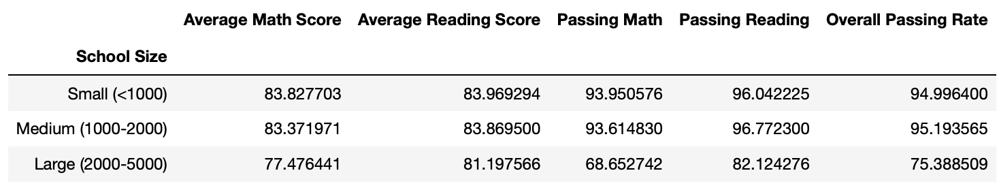 Average Math Score Average Reading Score Passing Math Passing Reading Overall Passing Rate
School Size
Small (<1000) 83.827703 83.969294 93.950576 96.042225 94.996400
Medium (1000-2000) 83.371971 83.869500 93.614830 96.772300 95.193565
Large (2000-5000) 77.476441 81.197566 68.652742 82.124276 75.388509